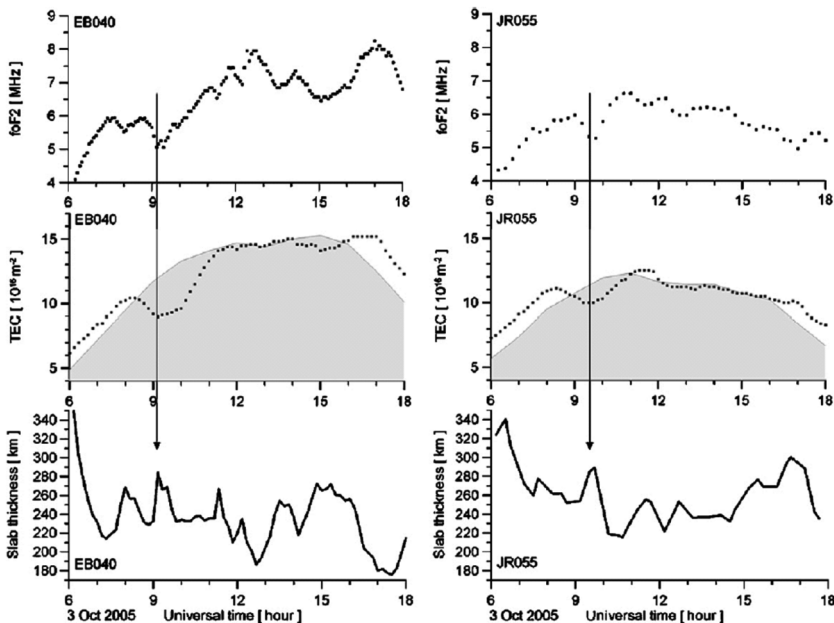 EB040
foF2 [ MHz ]
9
8
7
6
5
4
6 9 12 15 18
JR055
foF2 [ MHz ]
9
8
7
6
5
4
6 9 12 15 18
EB040
TEC [ 10¹⁶m⁻² ]
15
10
5
6 9 12 15 18
JR055
TEC [ 10¹⁶m⁻² ]
15
10
5
6 9 12 15 18
Slab thickness [ km ]
340
320
300
280
260
240
220
200
180
EB040
6 9 12 15 18
3 Oct 2005 Universal time [ hour ]
Slab thickness [ km ]
340
320
300
280
260
240
220
200
180
JR055
6 9 12 15 18
3 Oct 2005 Universal time [ hour ]